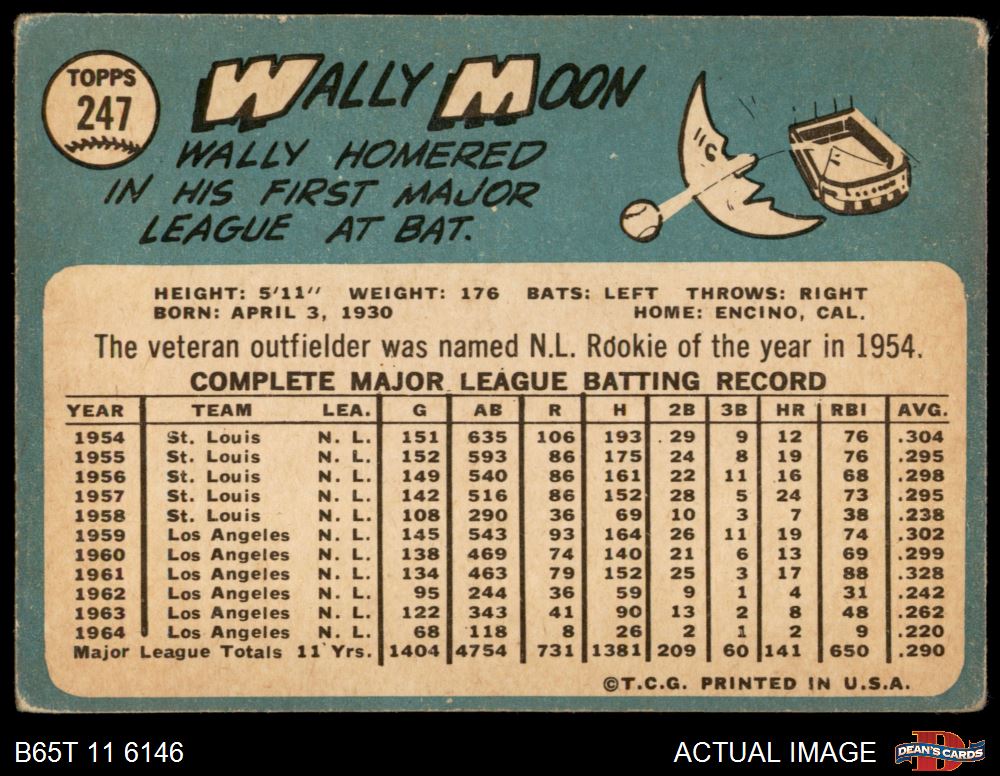 TOPPS
247
WALLY MOON
WALLY HOMERED
IN HIS FIRST MAJOR
LEAGUE AT BAT.
HEIGHT: 5'11" WEIGHT: 176 BATS: LEFT THROWS: RIGHT
BORN: APRIL 3, 1930 HOME: ENCINO, CAL.
The veteran outfielder was named N.L. Rookie of the year in 1954.
COMPLETE MAJOR LEAGUE BATTING RECORD
YEAR TEAM LEA. G AB R H 2B 3B HR RBI AVG.
1954 St. Louis N. L. 151 635 106 193 29 9 12 76 .304
1955 St. Louis N. L. 152 593 86 175 24 8 19 76 .295
1956 St. Louis N. L. 149 540 86 161 22 11 16 68 .298
1957 St. Louis N. L. 142 516 86 152 28 5 24 73 .295
1958 St. Louis N. L. 108 290 36 69 10 3 7 38 .238
1959 Los Angeles N. L. 145 543 93 164 26 11 19 74 .302
1960 Los Angeles N. L. 138 469 74 140 21 6 13 69 .299
1961 Los Angeles N. L. 134 463 79 152 25 3 17 88 .328
1962 Los Angeles N. L. 95 244 36 59 9 1 4 31 .242
1963 Los Angeles N. L. 122 343 41 90 13 2 8 48 .262
1964 Los Angeles N. L. 68 118 8 26 2 1 2 9 .220
Major League Totals 11 Yrs. 1404 4754 731 1381 209 60 141 650 .290
©T.C.G. PRINTED IN U.S.A.
B65T 11 6146
ACTUAL IMAGE
D
DEAN'S CARDS